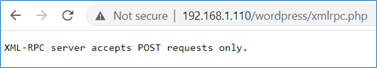 Not secure | 192.168.1.110/wordpress/xmlrpc.php
XML-RPC server accepts POST requests only.